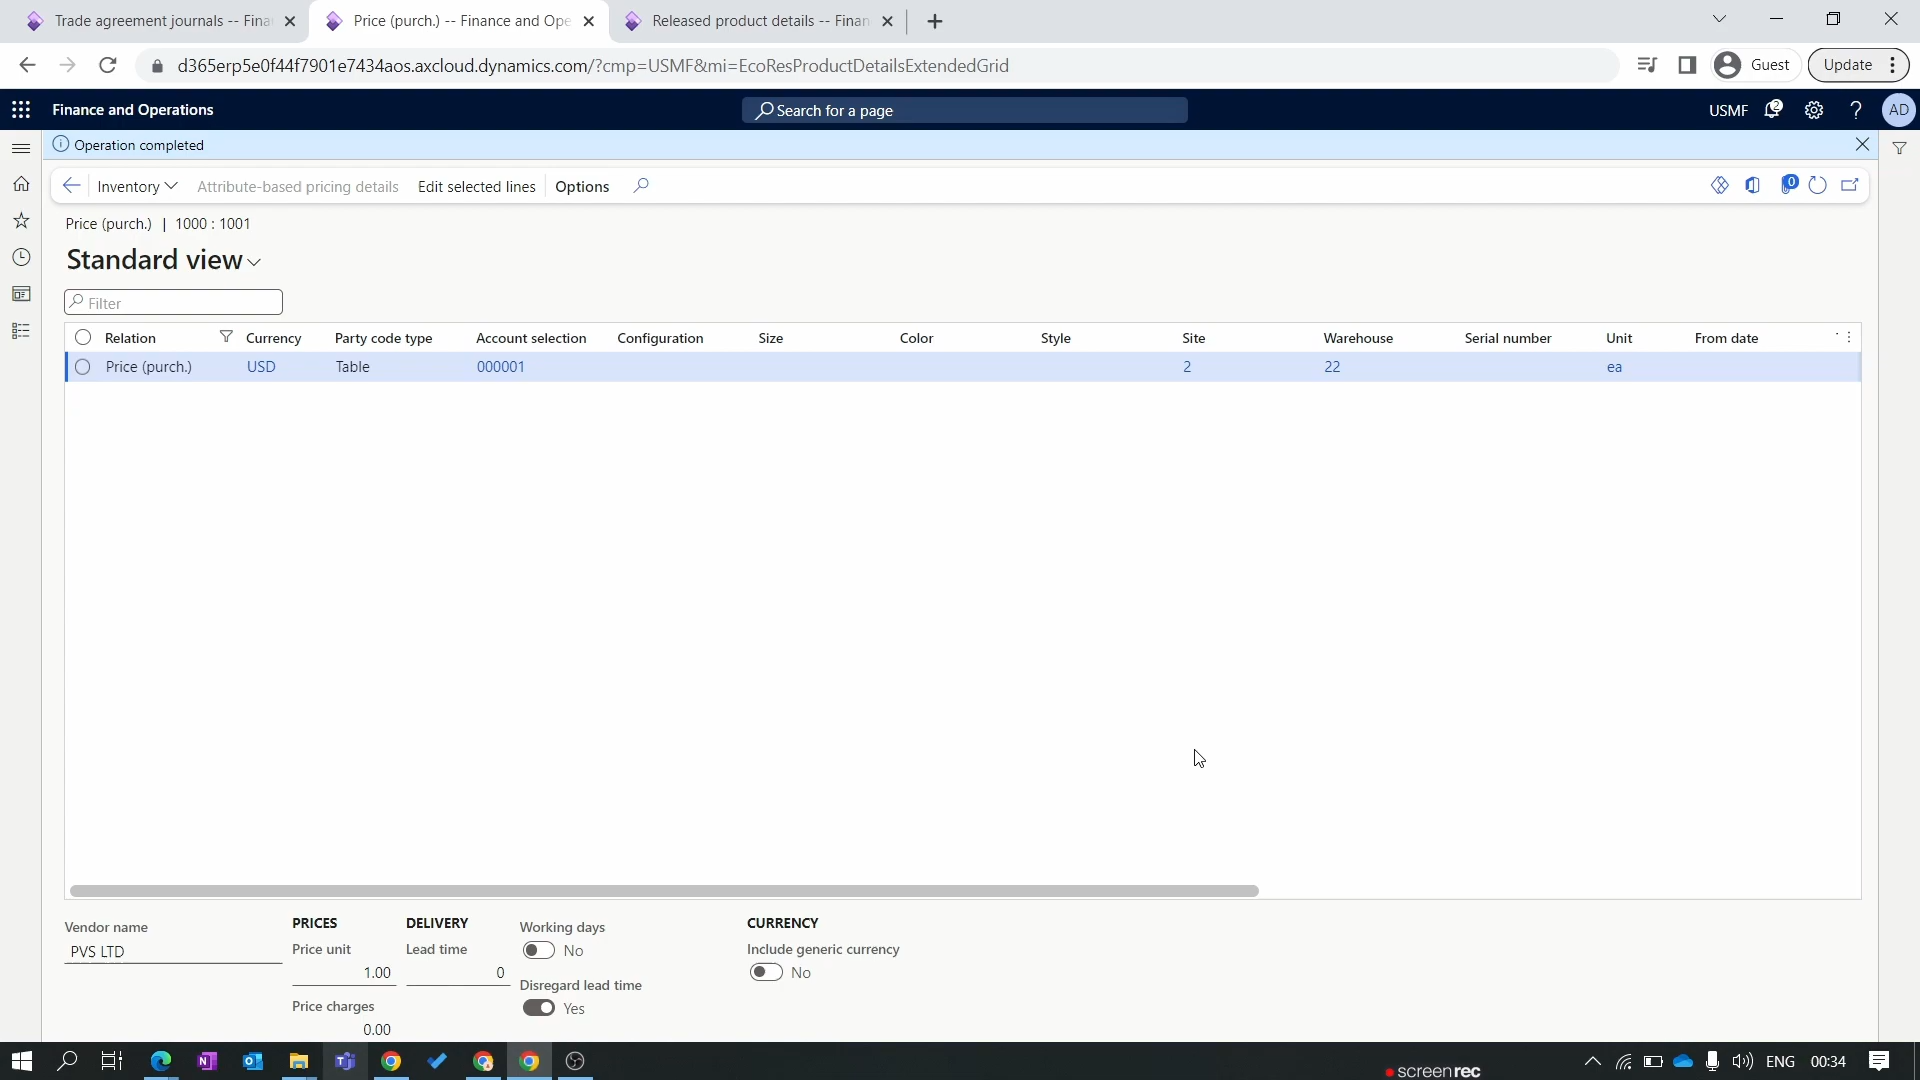 Trade agreement journals -- Fina
Price (purch.) -- Finance and Ope
Released product details -- Finan
d365erp5e0f44f7901e7434aos.axcloud.dynamics.com/?cmp=USMF&mi=EcoResProductDetailsExtendedGrid
Guest
Update
Finance and Operations
Search for a page
USMF
2
?
AD
Operation completed
Inventory
Attribute-based pricing details
Edit selected lines
Options
0
Price (purch.) | 1000 : 1001
Standard view
Filter
Relation Currency Party code type Account selection Configuration Size Color Style Site Warehouse Serial number Unit From date
Price (purch.) USD Table 000001 2 22 ea
Vendor name
PVS LTD
PRICES
Price unit
1.00
Price charges
0.00
DELIVERY
Lead time
0
Working days
No
Disregard lead time
Yes
CURRENCY
Include generic currency
No
screenrec
ENG
00:34